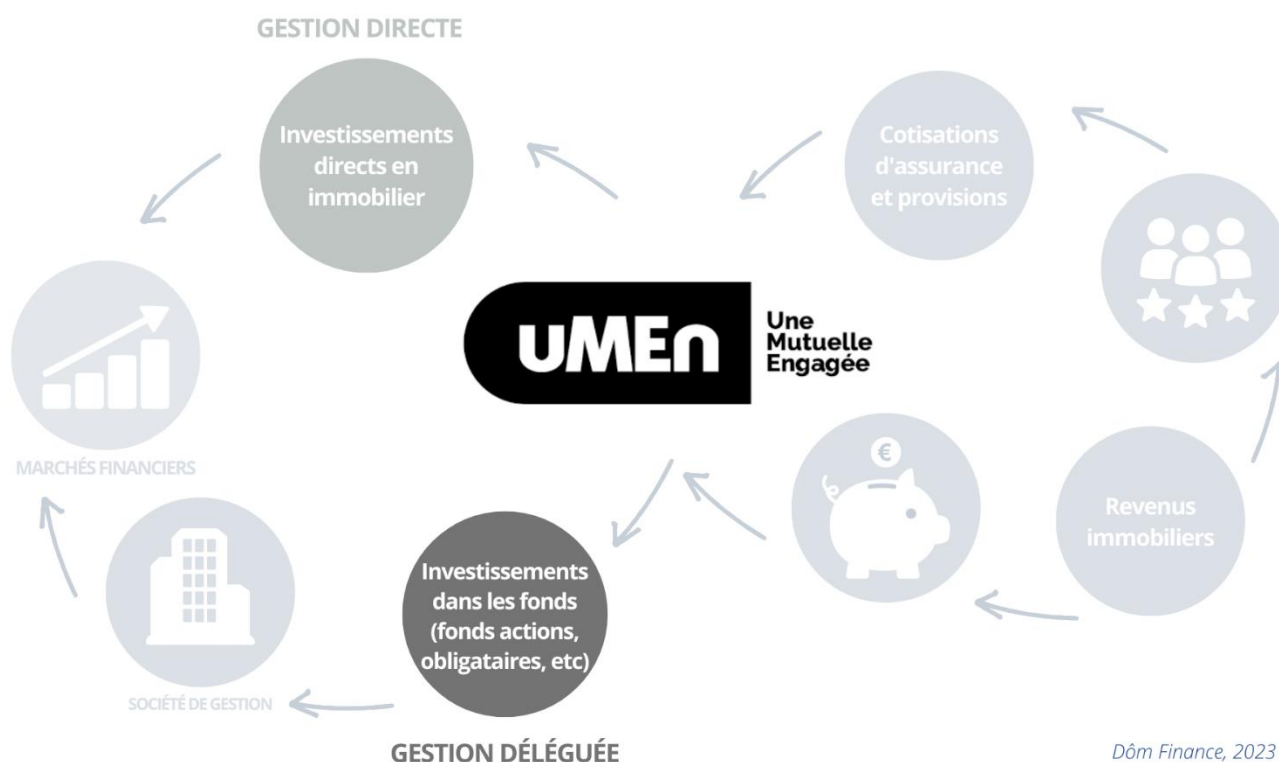 GESTION DIRECTE
Investissements
directs en
immobilier
Cotisations
d'assurance
et provisions
uMEn
Une
Mutuelle
Engagée
MARCHÉS FINANCIERS
€
Revenus
immobiliers
Investissements
dans les fonds
(fonds actions,
obligataires, etc)
SOCIÉTÉ DE GESTION
GESTION DÉLÉGUÉE
Dôm Finance, 2023